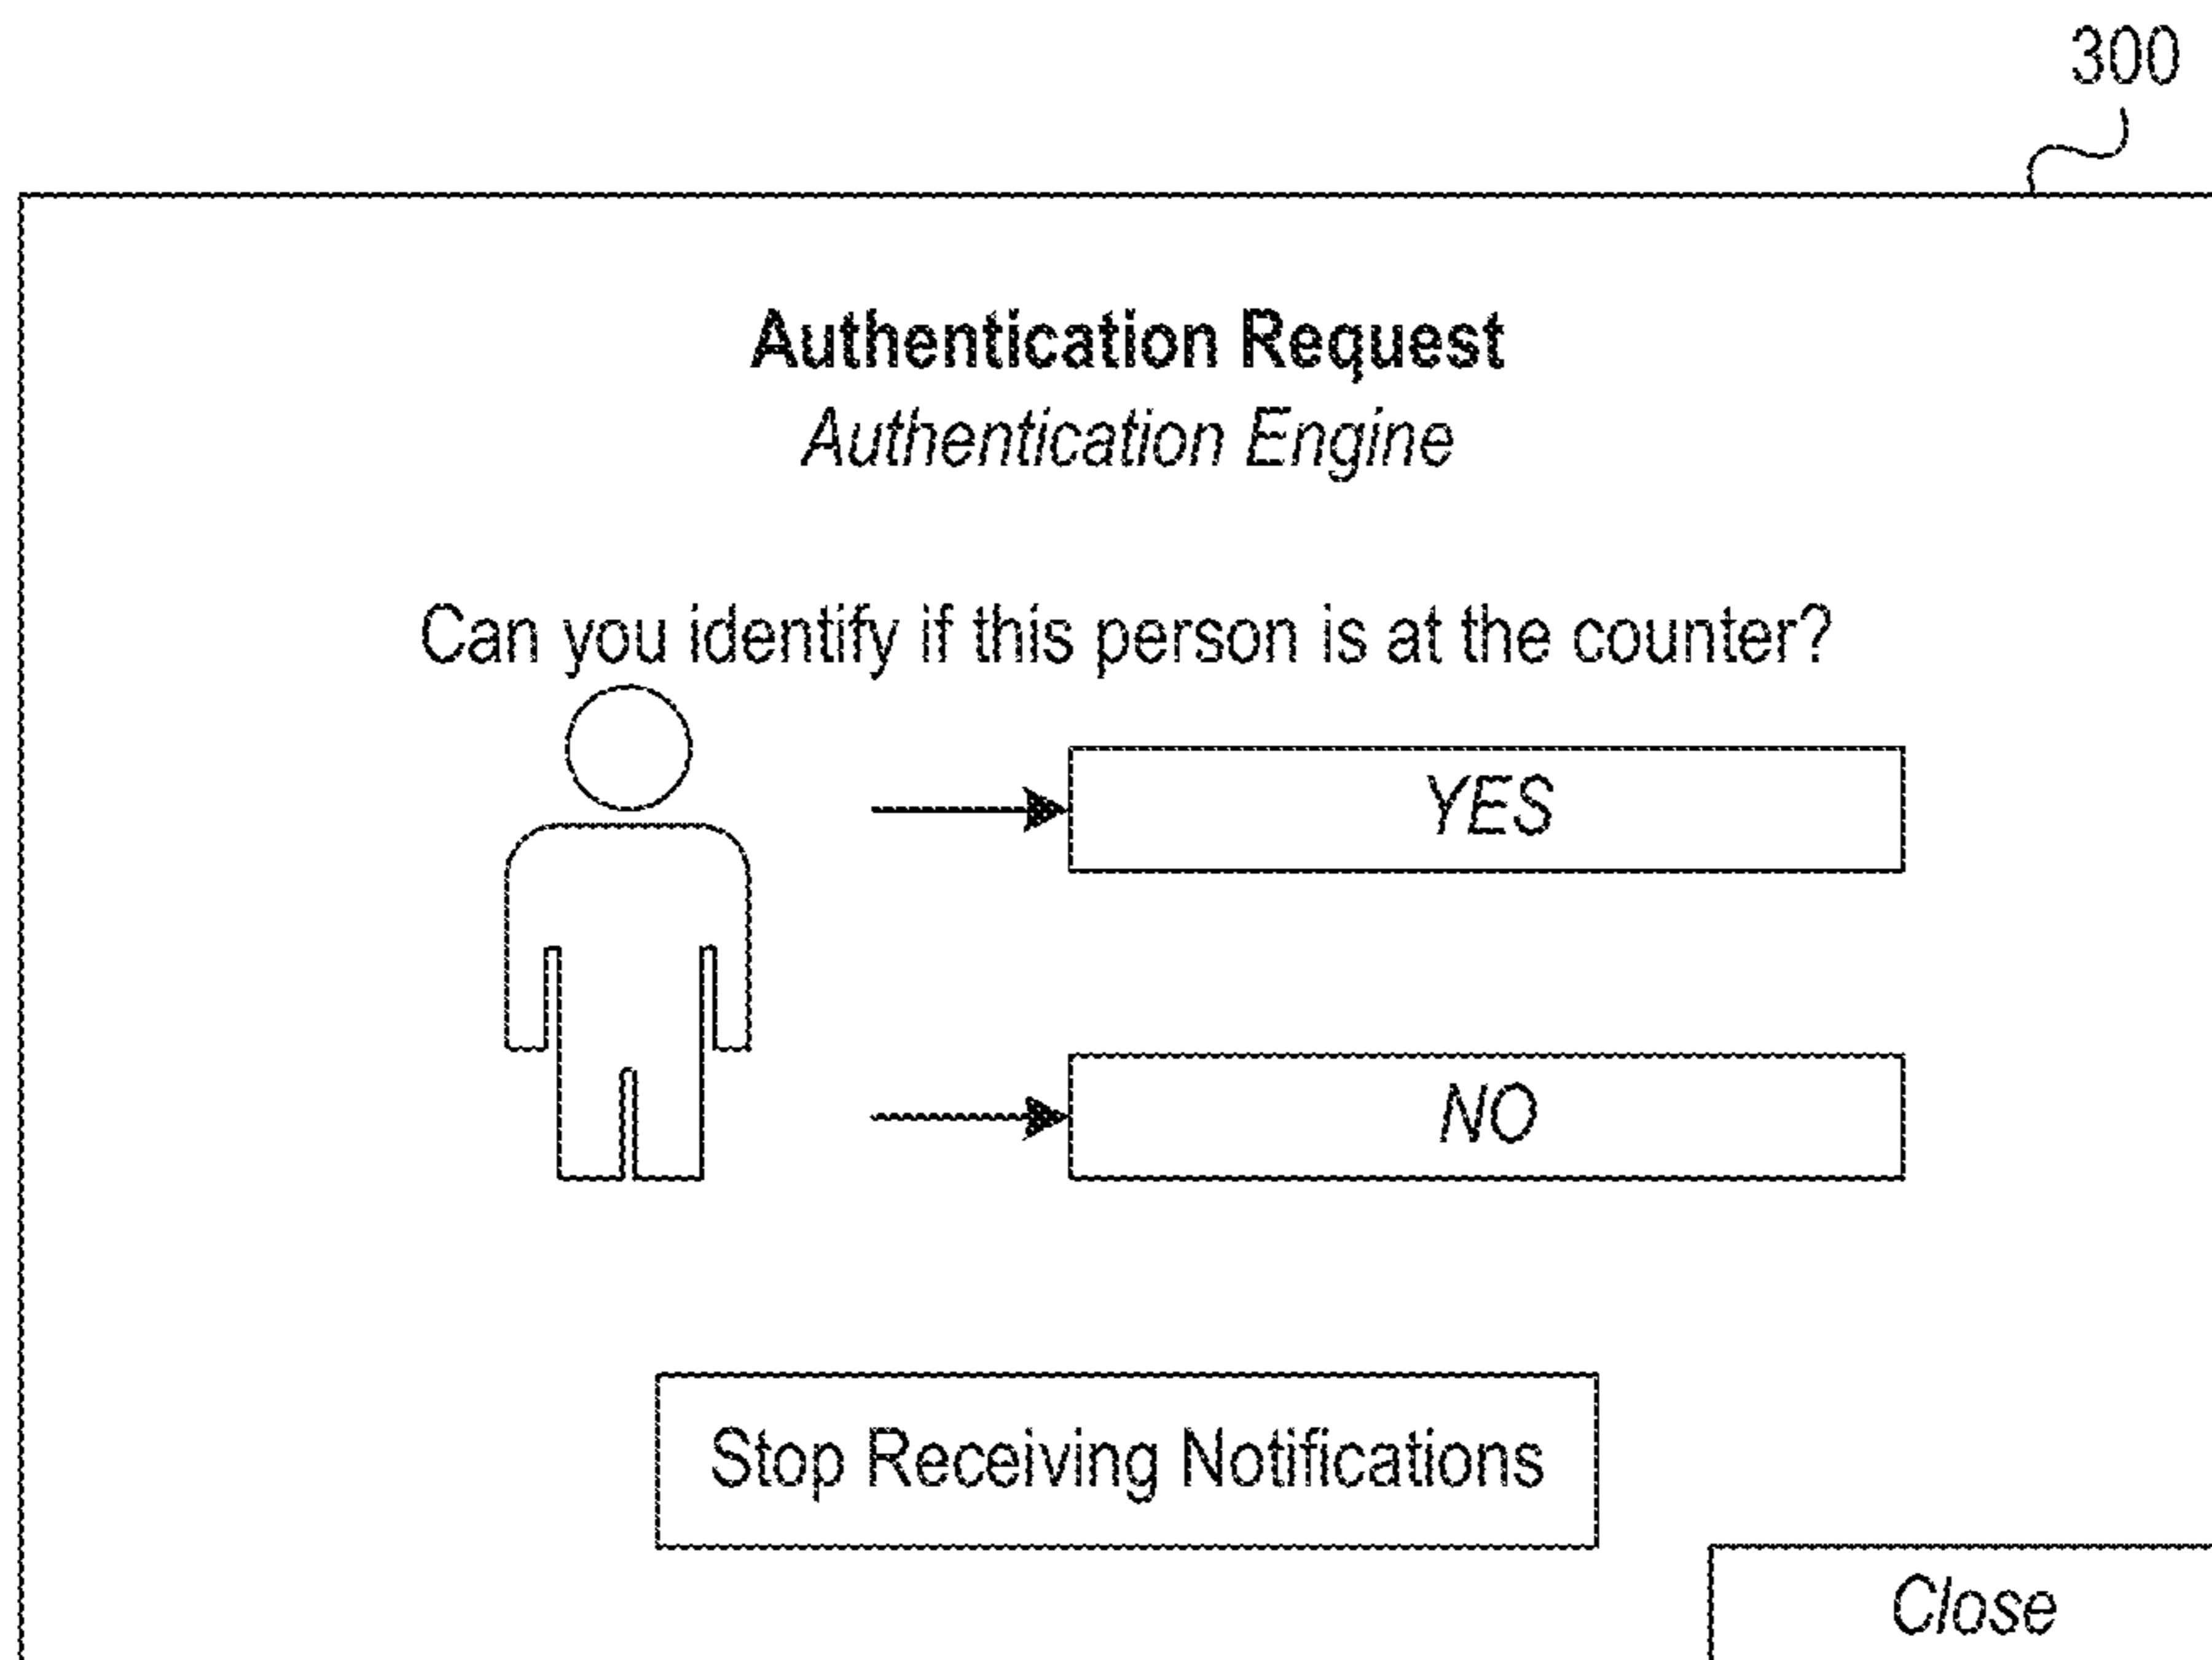 300
Authentication Request
Authentication Engine
Can you identify if this person is at the counter?
YES
NO
Stop Receiving Notifications
Close